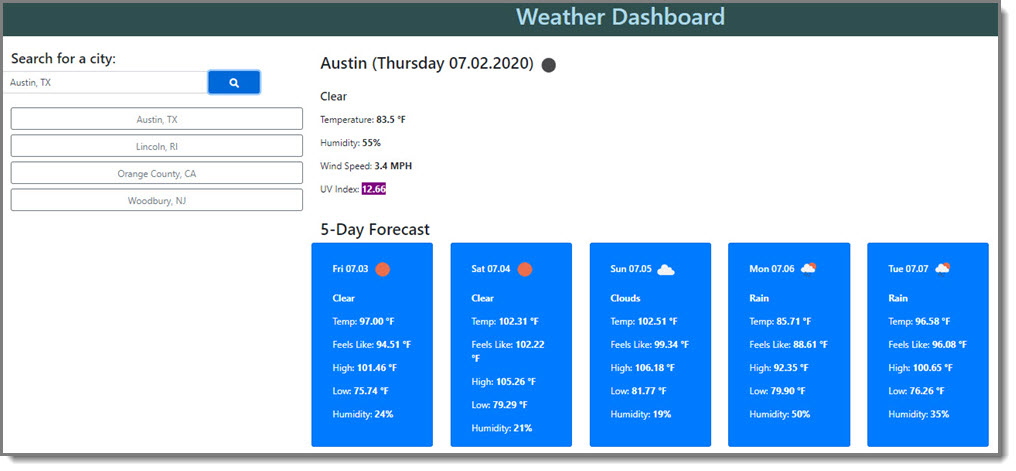 Weather Dashboard
Search for a city:
Austin, TX
Austin, TX
Lincoln, RI
Orange County, CA
Woodbury, NJ
Austin (Thursday 07.02.2020)
Clear
Temperature: 83.5 °F
Humidity: 55%
Wind Speed: 3.4 MPH
UV Index: 12.66
5-Day Forecast
Fri 07.03
Clear
Temp: 97.00 °F
Feels Like: 94.51 °F
High: 101.46 °F
Low: 75.74 °F
Humidity: 24%
Sat 07.04
Clear
Temp: 102.31 °F
Feels Like: 102.22
°F
High: 105.26 °F
Low: 79.29 °F
Humidity: 21%
Sun 07.05
Clouds
Temp: 102.51 °F
Feels Like: 99.34 °F
High: 106.18 °F
Low: 81.77 °F
Humidity: 19%
Mon 07.06
Rain
Temp: 85.71 °F
Feels Like: 88.61 °F
High: 92.35 °F
Low: 79.90 °F
Humidity: 50%
Tue 07.07
Rain
Temp: 96.58 °F
Feels Like: 96.08 °F
High: 100.65 °F
Low: 76.26 °F
Humidity: 35%